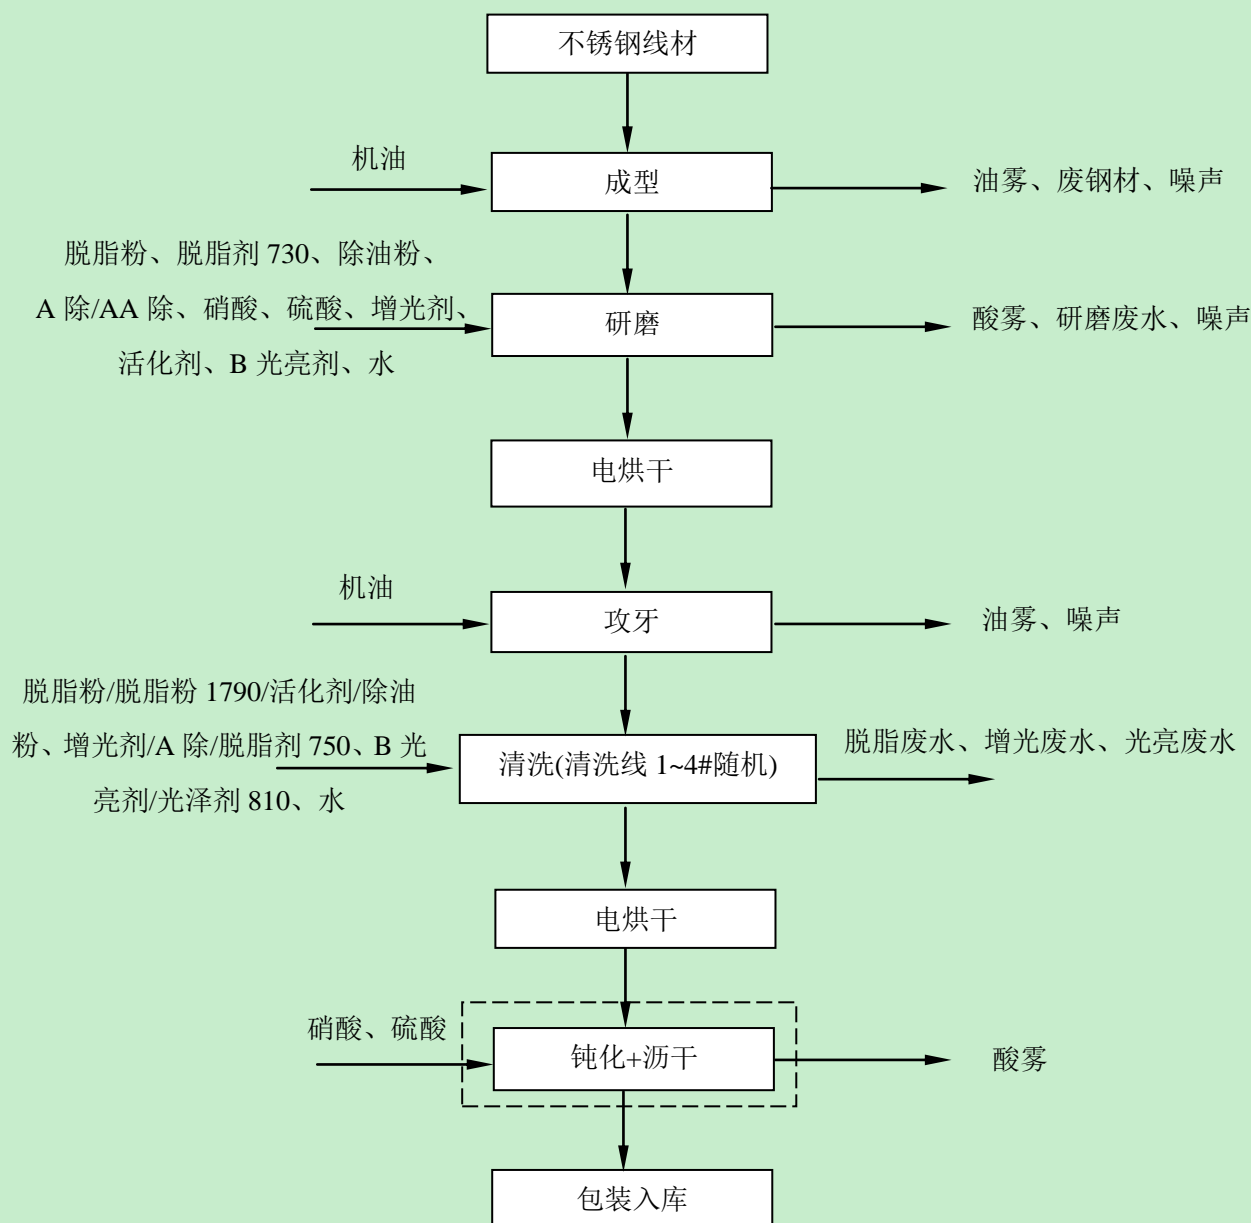 不锈钢线材
机油
成型
油雾、废钢材、噪声
脱脂粉、脱脂剂 730、除油粉、
A 除/AA 除、硝酸、硫酸、增光剂、
活化剂、B 光亮剂、水
研磨
酸雾、研磨废水、噪声
电烘干
机油
攻牙
油雾、噪声
脱脂粉/脱脂粉 1790/活化剂/除油
粉、增光剂/A 除/脱脂剂 750、B 光
亮剂/光泽剂 810、水
清洗(清洗线 1~4#随机)
脱脂废水、增光废水、光亮废水
电烘干
硝酸、硫酸
钝化+沥干
酸雾
包装入库